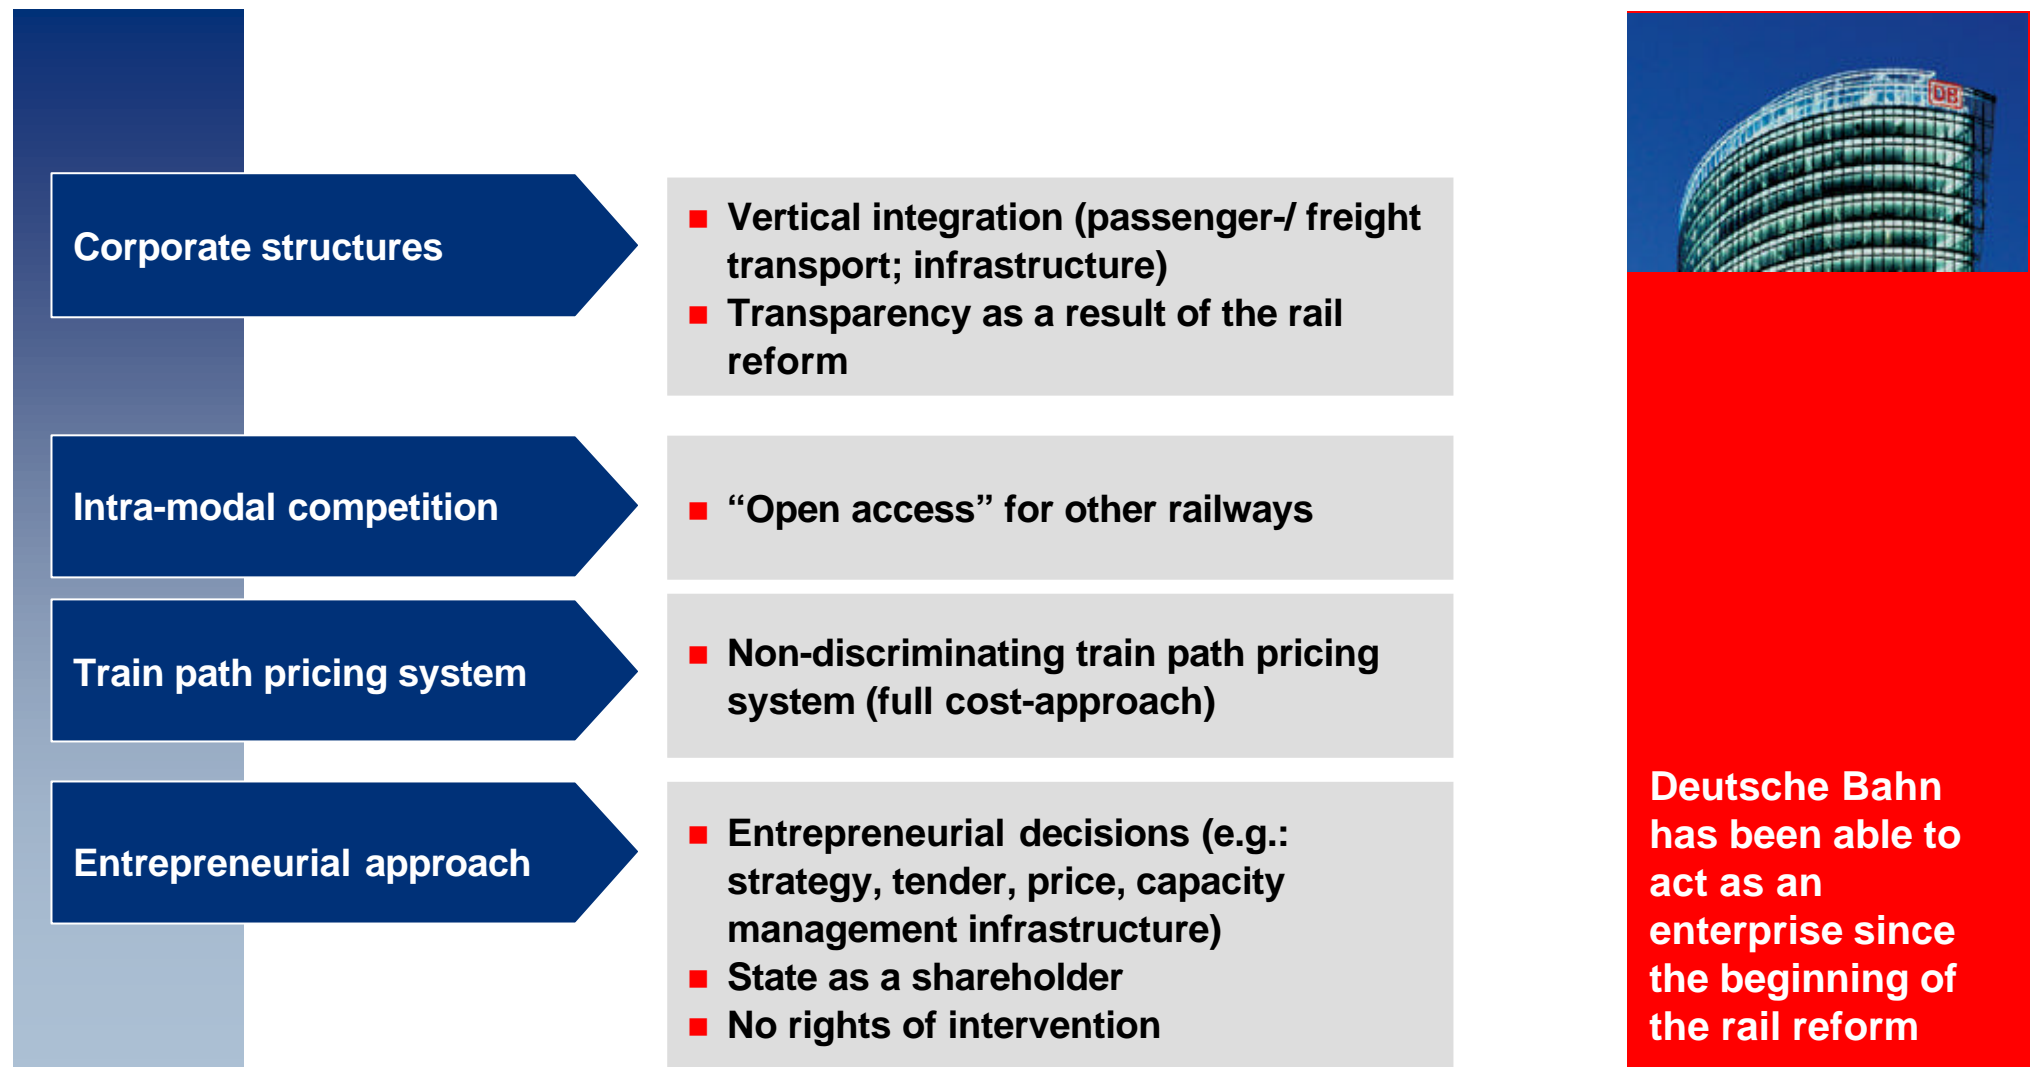 Corporate structures
■ Vertical integration (passenger-/ freight
transport; infrastructure)
■ Transparency as a result of the rail
reform
Intra-modal competition
■ “Open access” for other railways
Train path pricing system
■ Non-discriminating train path pricing
system (full cost-approach)
Entrepreneurial approach
■ Entrepreneurial decisions (e.g.:
strategy, tender, price, capacity
management infrastructure)
■ State as a shareholder
■ No rights of intervention
DB
Deutsche Bahn
has been able to
act as an
enterprise since
the beginning of
the rail reform